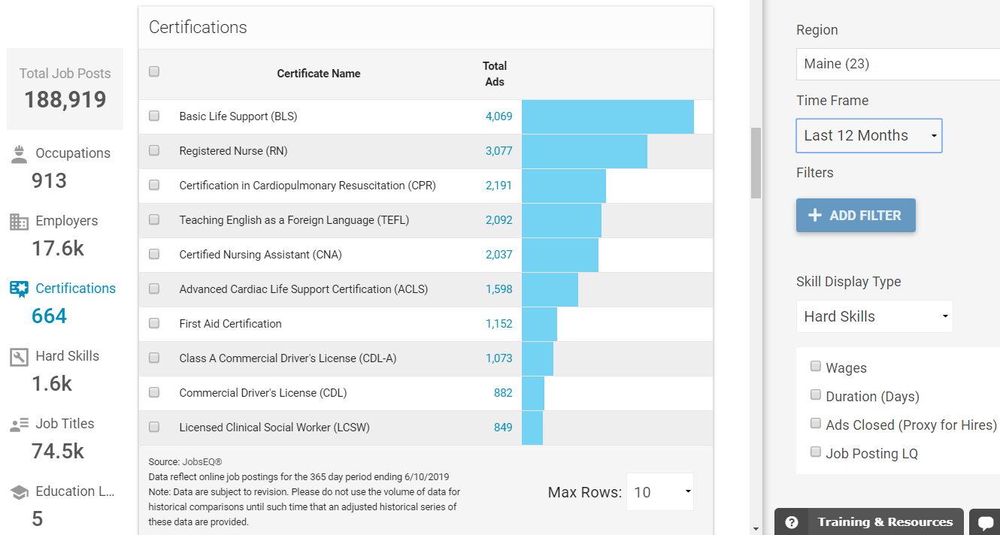 Total Job Posts
188,919
Occupations
913
Employers
17.6k
Certifications
664
Hard Skills
1.6k
Job Titles
74.5k
Education L...
5
Certifications
Certificate Name
Total
Ads
Basic Life Support (BLS) 4,069
Registered Nurse (RN) 3,077
Certification in Cardiopulmonary Resuscitation (CPR) 2,191
Teaching English as a Foreign Language (TEFL) 2,092
Certified Nursing Assistant (CNA) 2,037
Advanced Cardiac Life Support Certification (ACLS) 1,598
First Aid Certification 1,152
Class A Commercial Driver's License (CDL-A) 1,073
Commercial Driver's License (CDL) 882
Licensed Clinical Social Worker (LCSW) 849
Source: JobsEQ®
Data reflect online job postings for the 365 day period ending 6/10/2019
Note: Data are subject to revision. Please do not use the volume of data for
historical comparisons until such time that an adjusted historical series of
these data are provided.
Max Rows: 10
Region
Maine (23)
Time Frame
Last 12 Months
Filters
+ ADD FILTER
Skill Display Type
Hard Skills
Wages
Duration (Days)
Ads Closed (Proxy for Hires)
Job Posting LQ
? Training & Resources